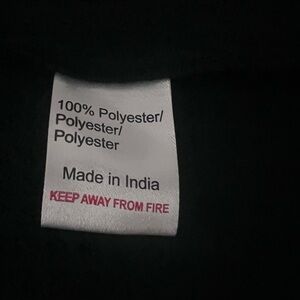 100% Polyester/
Polyester/
Polyester
Made in India
KEEP AWAY FROM FIRE